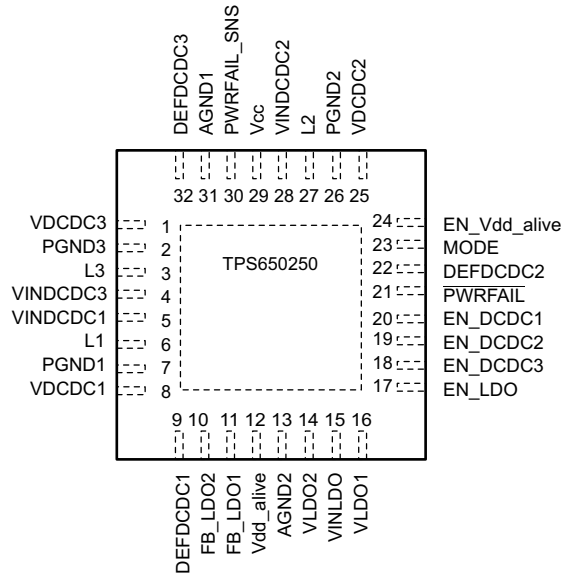 DEFDCDC3
AGND1
PWRFAIL_SNS
Vcc
VINDCDC2
L2
PGND2
VDCDC2
32 31 30 29 28 27 26 25
VDCDC3 1
PGND3 2
L3 3
VINDCDC3 4
VINDCDC1 5
L1 6
PGND1 7
VDCDC1 8
TPS650250
24 EN_Vdd_alive
23 MODE
22 DEFDCDC2
21 PWRFAIL
20 EN_DCDC1
19 EN_DCDC2
18 EN_DCDC3
17 EN_LDO
9 10 11 12 13 14 15 16
DEFDCDC1
FB_LDO2
FB_LDO1
Vdd_alive
AGND2
VLDO2
VINLDO
VLDO1